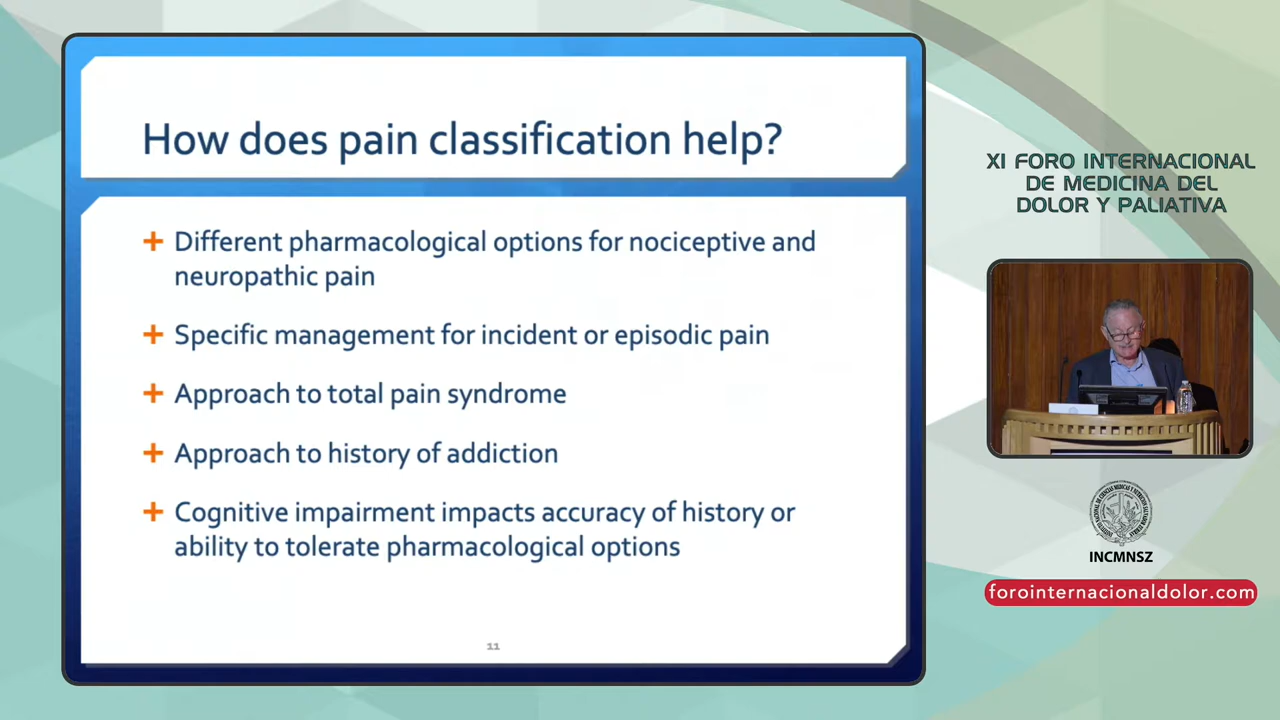 How does pain classification help?
+ Different pharmacological options for nociceptive and
neuropathic pain
+ Specific management for incident or episodic pain
+ Approach to total pain syndrome
+ Approach to history of addiction
+ Cognitive impairment impacts accuracy of history or
ability to tolerate pharmacological options
11
XI FORO INTERNACIONAL
DE MEDICINA DEL
DOLOR Y PALIATIVA
INCMNSZ
forointernacionaldolor.com